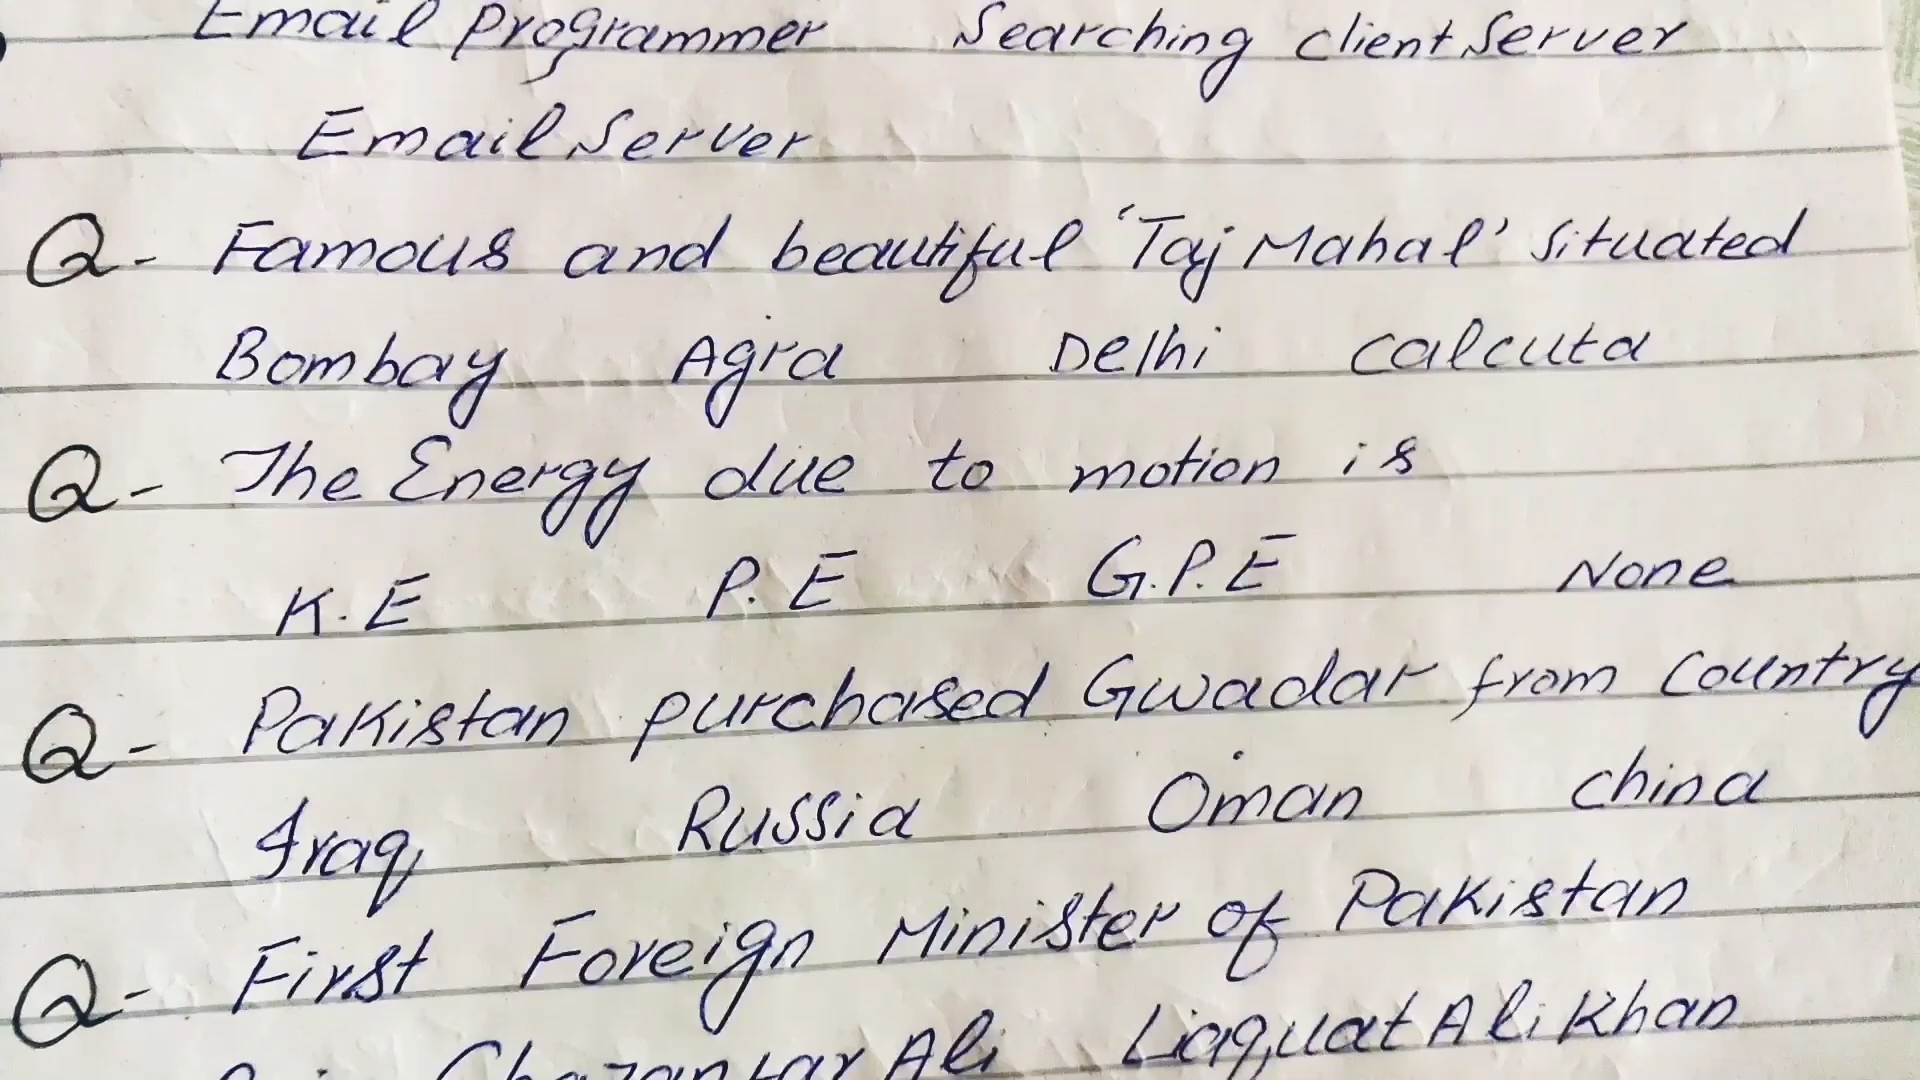 Email Programmer Searching client Server
Email Server
Q- Famous and beautiful 'Taj Mahal' situated
Bombay Agra Delhi Calcuta
Q- The Energy due to motion is
K.E P.E G.P.E None
Q- Pakistan purchased Gwadar from Country
Iraq Russia Oman china
Q- First Foreign Minister of Pakistan
Ali Liaquat Ali Khan